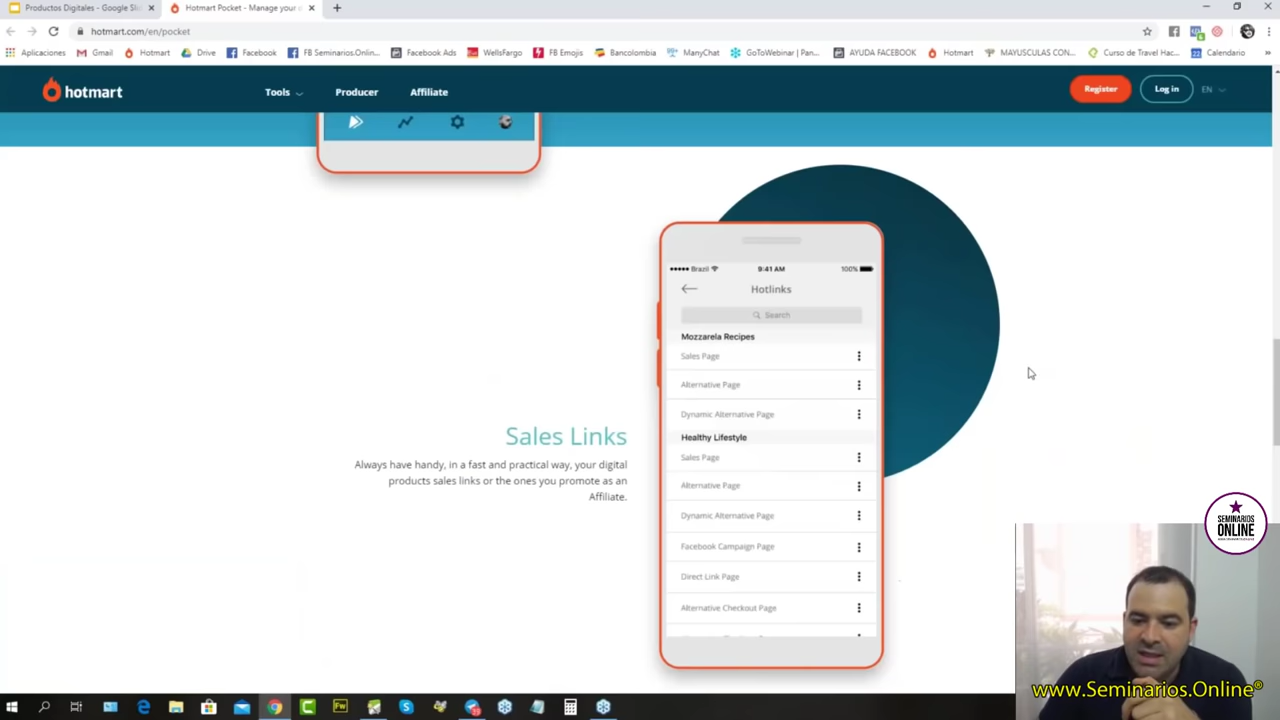 Productos Digitales - Google Sli
Hotmart Pocket - Manage your
hotmart.com/en/pocket
Aplicaciones
Gmail
Hotmart
Drive
Facebook
FB Seminarios.Onlin...
Facebook Ads
WellsFargo
FB Emojis
Bancolombia
ManyChat
GoToWebinar | Pan...
AYUDA FACEBOOK
Hotmart
MAYUSCULAS CON...
Curso de Travel Hac...
Calendario
hotmart
Tools
Producer
Affiliate
Register
Log in
EN
Brazil
9:41 AM
100%
Hotlinks
Search
Mozzarela Recipes
Sales Page
Alternative Page
Dynamic Alternative Page
Healthy Lifestyle
Sales Page
Alternative Page
Dynamic Alternative Page
Facebook Campaign Page
Direct Link Page
Alternative Checkout Page
Sales Links
Always have handy, in a fast and practical way, your digital
products sales links or the ones you promote as an
Affiliate.
SEMINARIOS
ONLINE
www.Seminarios.Online®